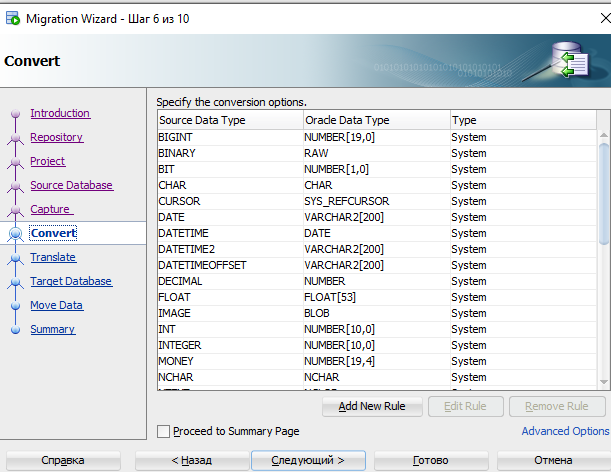 Migration Wizard - Шаг 6 из 10
Convert
Introduction
Repository
Project
Source Database
Capture
Convert
Translate
Target Database
Move Data
Summary
Specify the conversion options.
Source Data Type Oracle Data Type Type
BIGINT NUMBER[19,0] System
BINARY RAW System
BIT NUMBER[1,0] System
CHAR CHAR System
CURSOR SYS_REFCURSOR System
DATE VARCHAR2[200] System
DATETIME DATE System
DATETIME2 VARCHAR2[200] System
DATETIMEOFFSET VARCHAR2[200] System
DECIMAL NUMBER System
FLOAT FLOAT[53] System
IMAGE BLOB System
INT NUMBER[10,0] System
INTEGER NUMBER[10,0] System
MONEY NUMBER[19,4] System
NCHAR NCHAR System
Add New Rule Edit Rule Remove Rule
Proceed to Summary Page Advanced Options
Справка < Назад Следующий > Готово Отмена